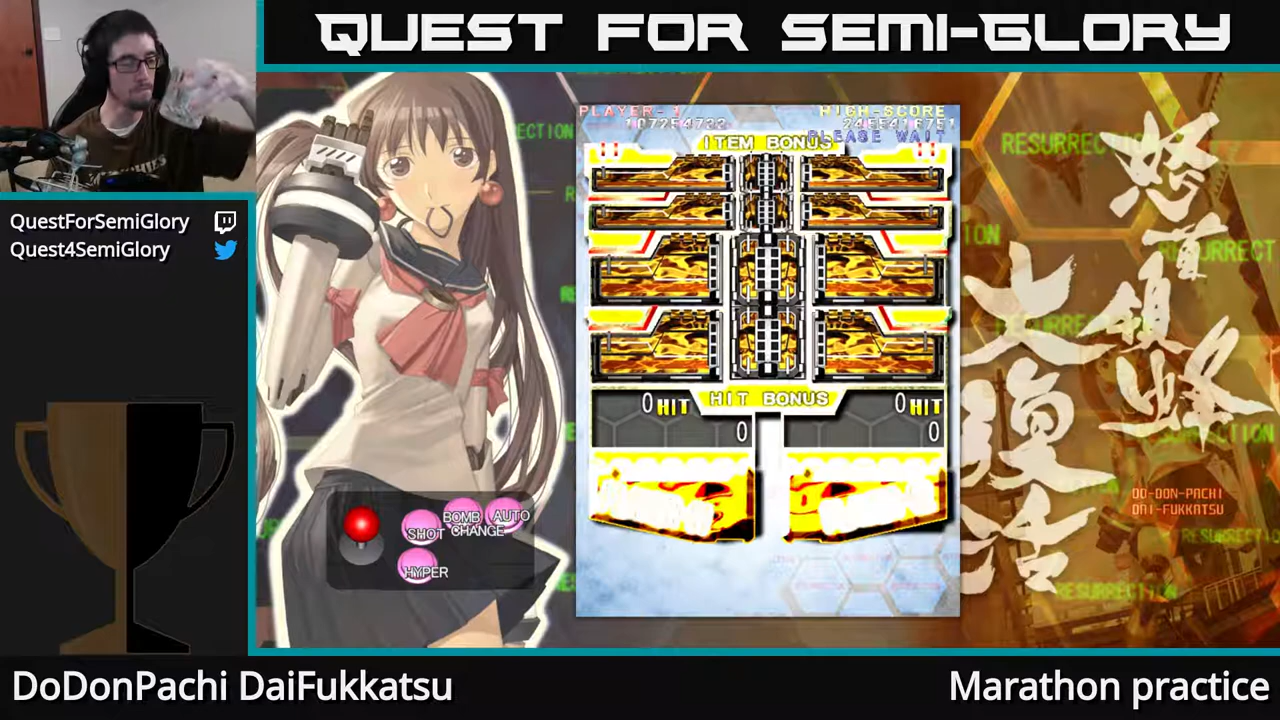 QUEST FOR SEMI-GLORY
QuestForSemiGlory
Quest4SemiGlory
PLAYER-1
HIGH-SCORE
107254722
PLEASE WAIT
ITEM BONUS
HIT BONUS
0 HIT
0 HIT
0
0
SHOT
BOMB
CHANGE
AUTO
HYPER
RESURRECTION
怒首領蜂
大復活
DO-DON-PACHI
DAI-FUKKATSU
RESURRECTION
DoDonPachi DaiFukkatsu
Marathon practice